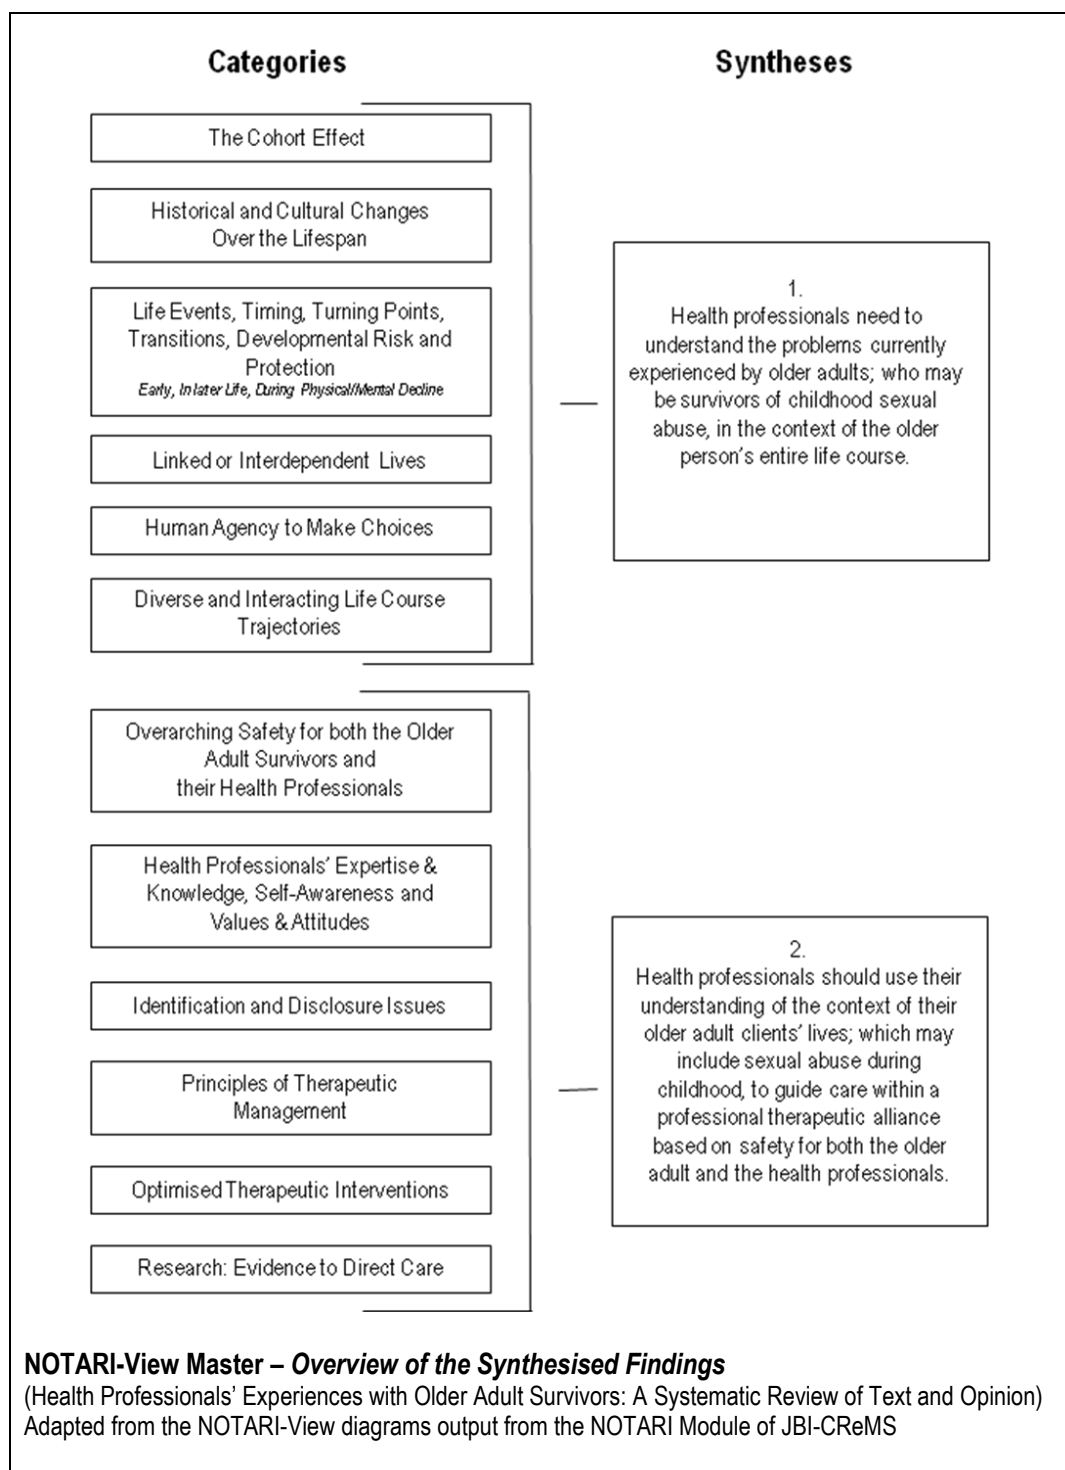 Categories
Syntheses
The Cohort Effect
Historical and Cultural Changes
Over the Lifespan
Life Events, Timing, Turning Points,
Transitions, Developmental Risk and
Protection
Early, In later Life, During Physical/Mental Decline
Linked or Interdependent Lives
Human Agency to Make Choices
Diverse and Interacting Life Course
Trajectories
1.
Health professionals need to
understand the problems currently
experienced by older adults; who may
be survivors of childhood sexual
abuse, in the context of the older
person's entire life course.
Overarching Safety for both the Older
Adult Survivors and
their Health Professionals
Health Professionals' Expertise &
Knowledge, Self-Awareness and
Values & Attitudes
Identification and Disclosure Issues
Principles of Therapeutic
Management
Optimised Therapeutic Interventions
Research: Evidence to Direct Care
2.
Health professionals should use their
understanding of the context of their
older adult clients' lives; which may
include sexual abuse during
childhood, to guide care within a
professional therapeutic alliance
based on safety for both the older
adult and the health professionals.
NOTARI-View Master – Overview of the Synthesised Findings
(Health Professionals' Experiences with Older Adult Survivors: A Systematic Review of Text and Opinion)
Adapted from the NOTARI-View diagrams output from the NOTARI Module of JBI-CReMS